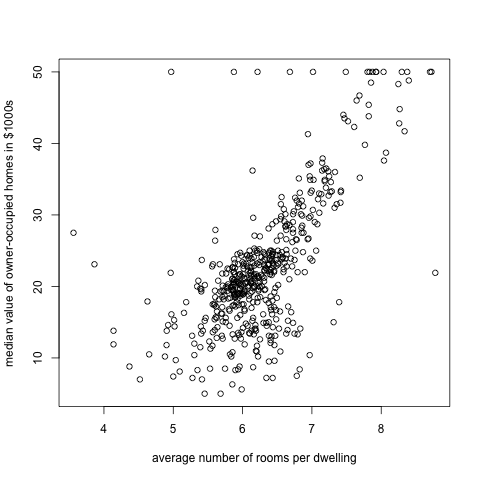 50
40
30
20
10
median value of owner-occupied homes in $1000s
4 5 6 7 8
average number of rooms per dwelling